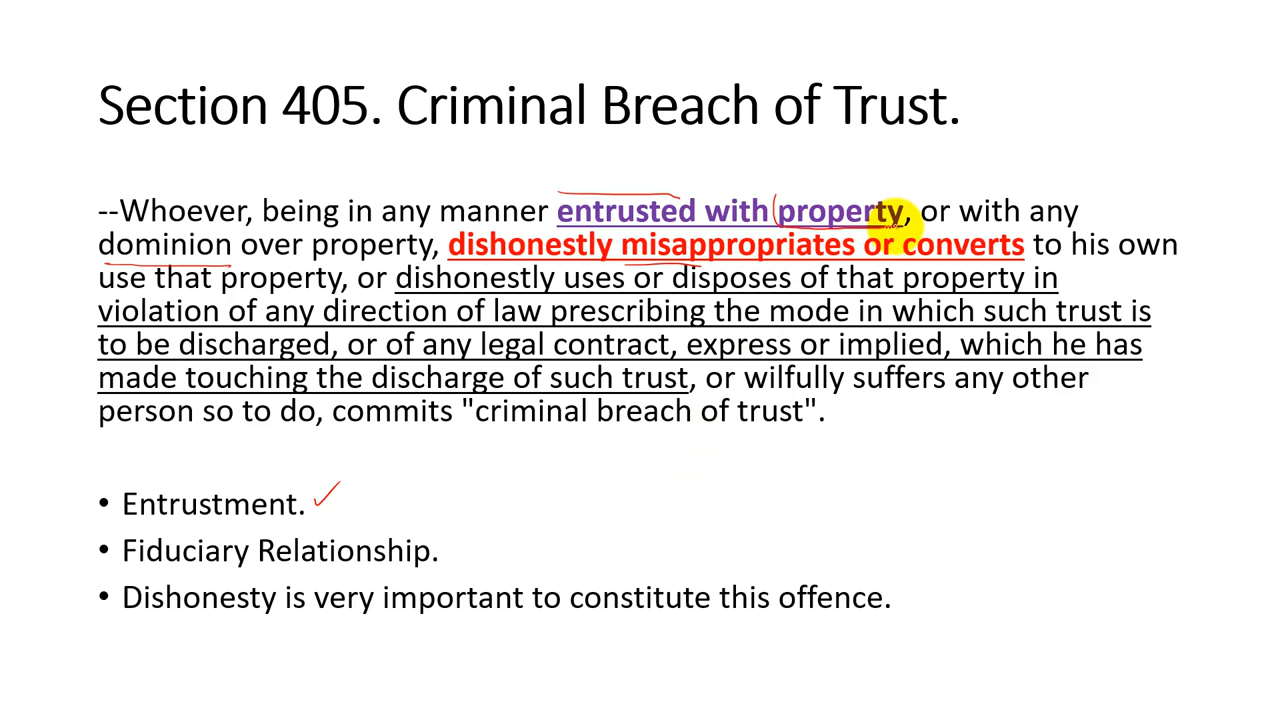 Section 405. Criminal Breach of Trust.
--Whoever, being in any manner entrusted with property, or with any
dominion over property, dishonestly misappropriates or converts to his own
use that property, or dishonestly uses or disposes of that property in
violation of any direction of law prescribing the mode in which such trust is
to be discharged, or of any legal contract, express or implied, which he has
made touching the discharge of such trust, or wilfully suffers any other
person so to do, commits "criminal breach of trust".
• Entrustment.
• Fiduciary Relationship.
• Dishonesty is very important to constitute this offence.